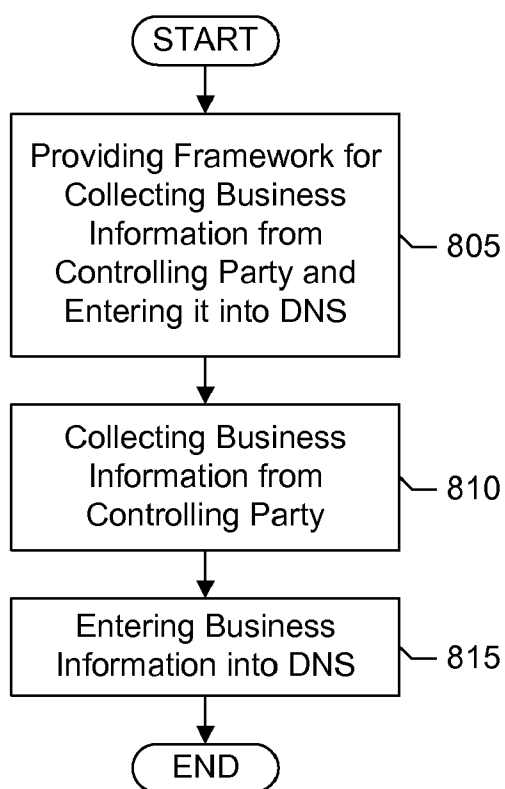 START
Providing Framework for
Collecting Business
Information from
Controlling Party and
Entering it into DNS
805
Collecting Business
Information from
Controlling Party
810
Entering Business
Information into DNS
815
END